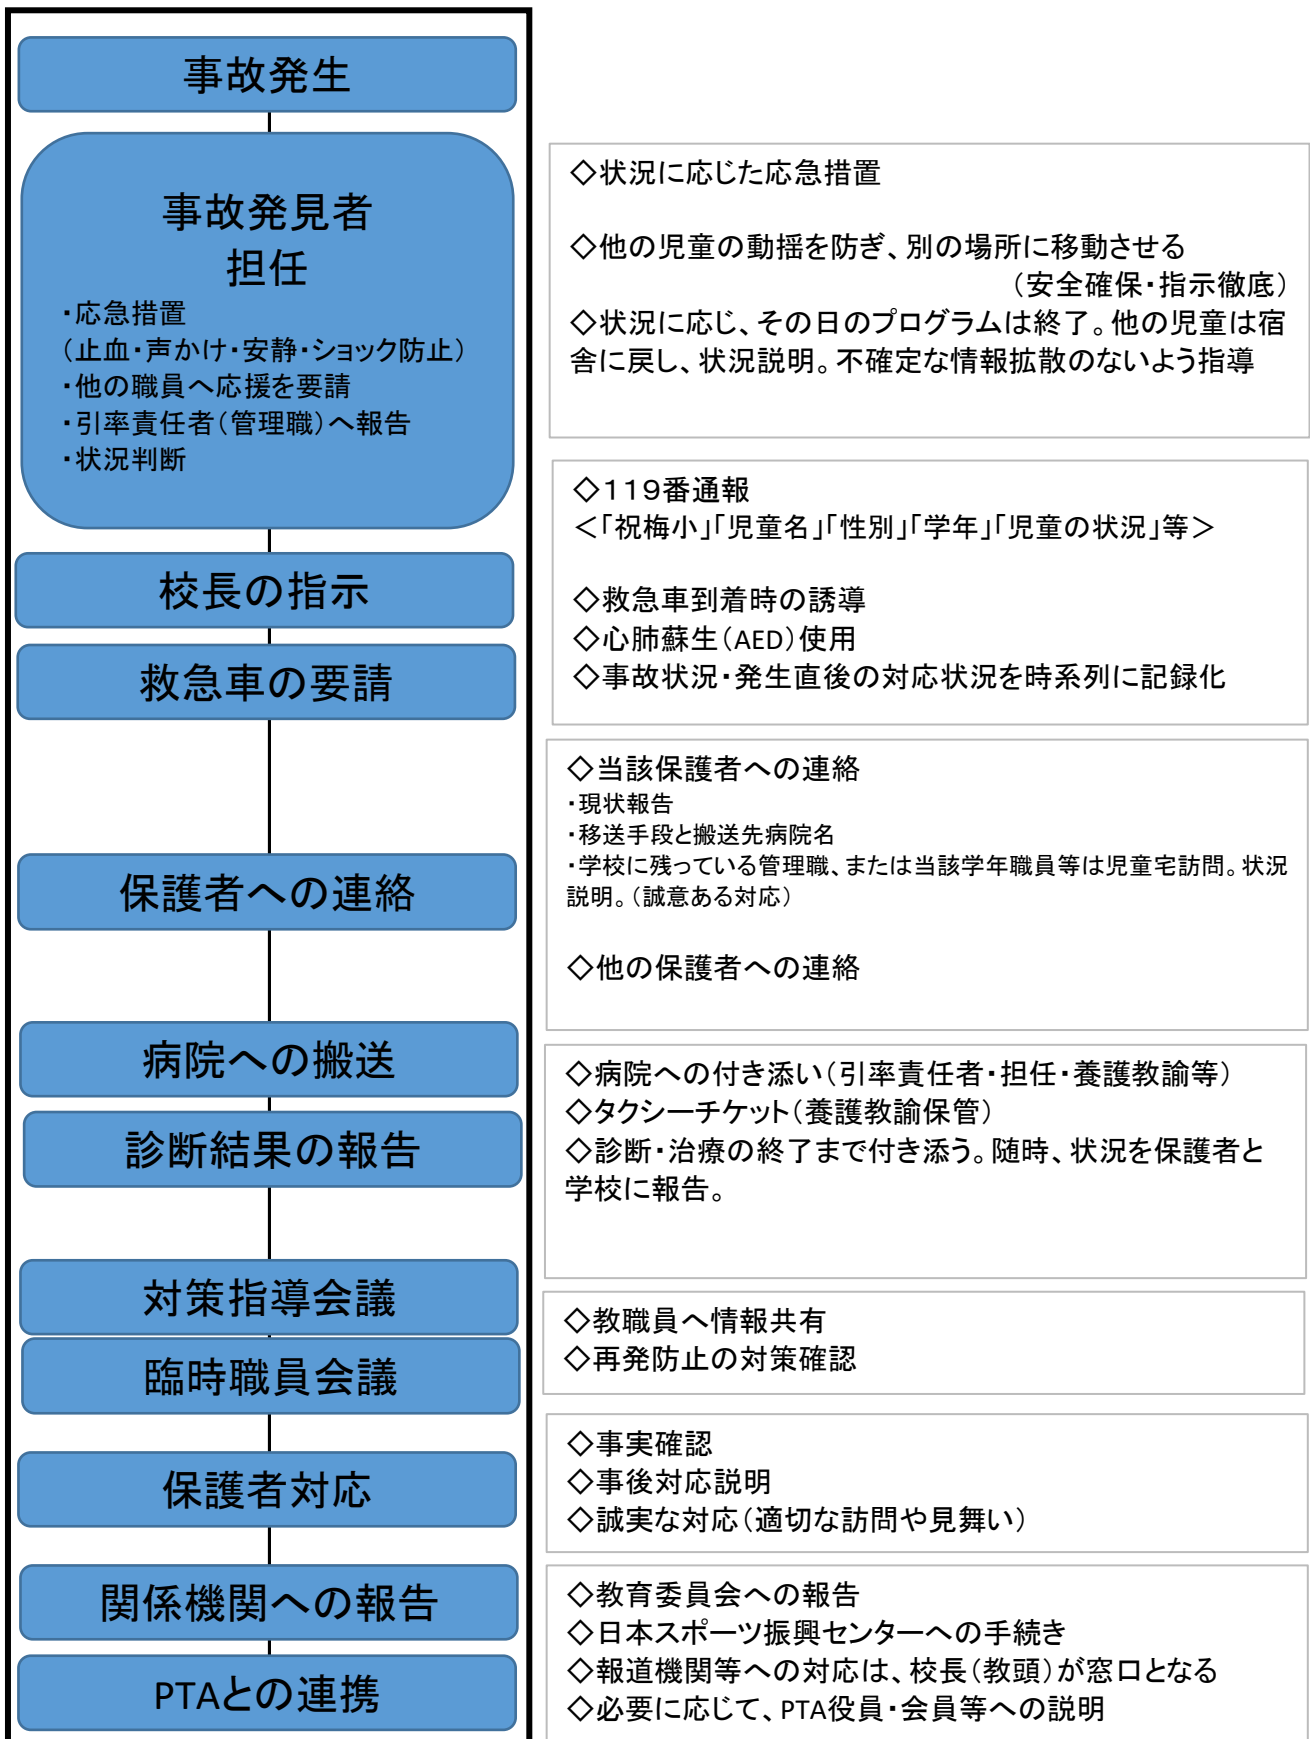 事故発生
事故発見者
担任
・応急措置
（止血・声かけ・安静・ショック防止）
・他の職員へ応援を要請
・引率責任者（管理職）へ報告
・状況判断
◇状況に応じた応急措置
◇他の児童の動揺を防ぎ、別の場所に移動させる
（安全確保・指示徹底）
◇状況に応じ、その日のプログラムは終了。他の児童は宿
舎に戻し、状況説明。不確定な情報拡散のないよう指導
校長の指示
救急車の要請
◇１１９番通報
＜「祝梅小」「児童名」「性別」「学年」「児童の状況」等＞
◇救急車到着時の誘導
◇心肺蘇生（AED）使用
◇事故状況・発生直後の対応状況を時系列に記録化
保護者への連絡
◇当該保護者への連絡
・現状報告
・移送手段と搬送先病院名
・学校に残っている管理職、または当該学年職員等は児童宅訪問。状況
説明。（誠意ある対応）
◇他の保護者への連絡
病院への搬送
診断結果の報告
◇病院への付き添い（引率責任者・担任・養護教諭等）
◇タクシーチケット（養護教諭保管）
◇診断・治療の終了まで付き添う。随時、状況を保護者と
学校に報告。
対策指導会議
臨時職員会議
◇教職員へ情報共有
◇再発防止の対策確認
保護者対応
◇事実確認
◇事後対応説明
◇誠実な対応（適切な訪問や見舞い）
関係機関への報告
PTAとの連携
◇教育委員会への報告
◇日本スポーツ振興センターへの手続き
◇報道機関等への対応は、校長（教頭）が窓口となる
◇必要に応じて、PTA役員・会員等への説明